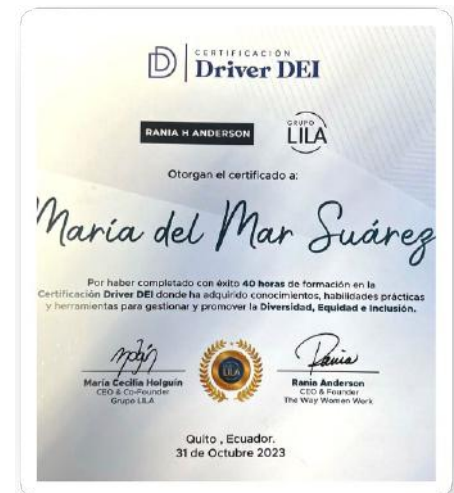 CERTIFICACIÓN
Driver DEI
RANIA H ANDERSON
GRUPO
LILA
Otorgan el certificado a:
María del Mar Suárez
Por haber completado con éxito 40 horas de formación en la
Certificación Driver DEI donde ha adquirido conocimientos, habilidades prácticas
y herramientas para gestionar y promover la Diversidad, Equidad e Inclusión.
María Cecilia Holguín
CEO & Co-Founder
Grupo LILA
LILA
Rania
Rania Anderson
CEO & Founder
The Way Women Work
Quito , Ecuador.
31 de Octubre 2023